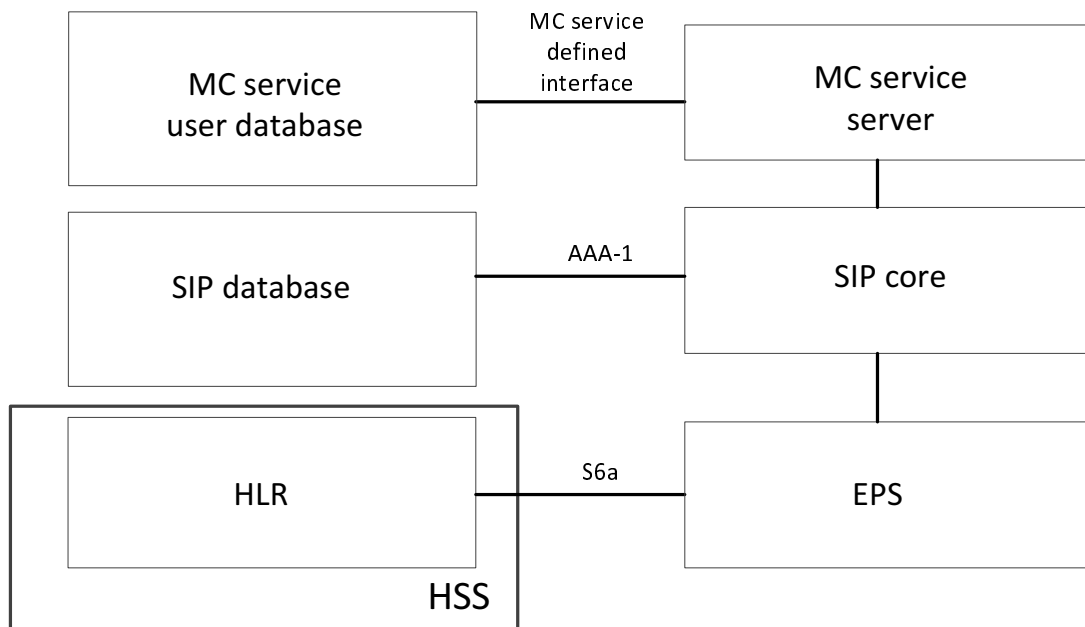 MC service
user database
MC service
defined
interface
MC service
server
SIP database
AAA-1
SIP core
HLR
S6a
EPS
HSS